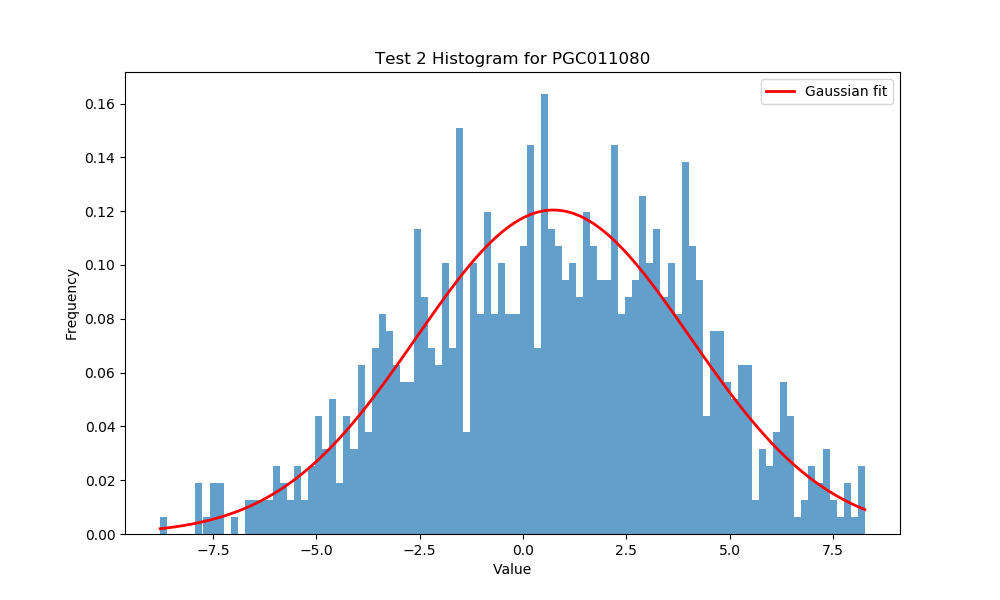 Test 2 Histogram for PGC011080
Gaussian fit
Frequency
0.16
0.14
0.12
0.10
0.08
0.06
0.04
0.02
0.00
−7.5 −5.0 −2.5 0.0 2.5 5.0 7.5
Value